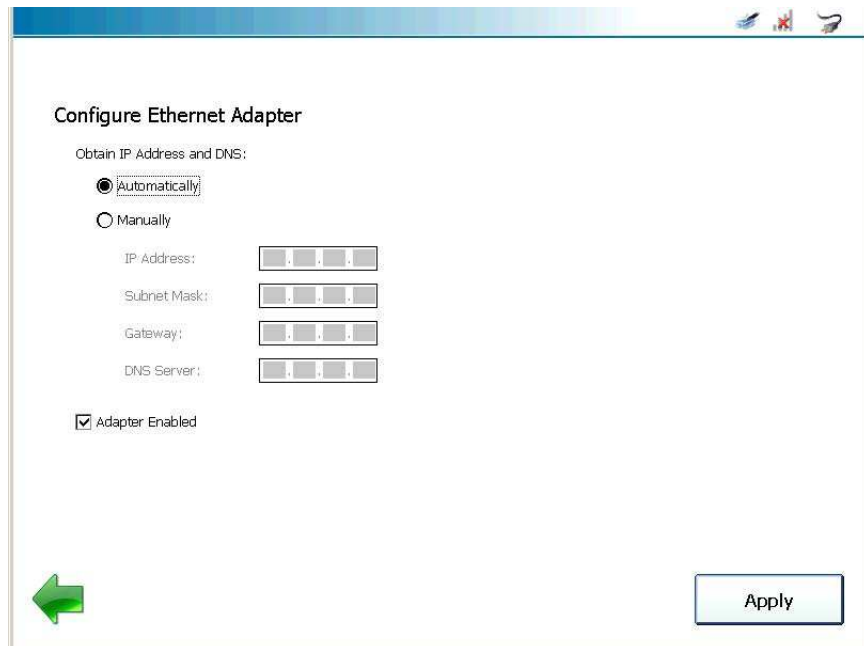 Configure Ethernet Adapter
Obtain IP Address and DNS:
Automatically
Manually
IP Address:
Subnet Mask:
Gateway:
DNS Server:
Adapter Enabled
Apply